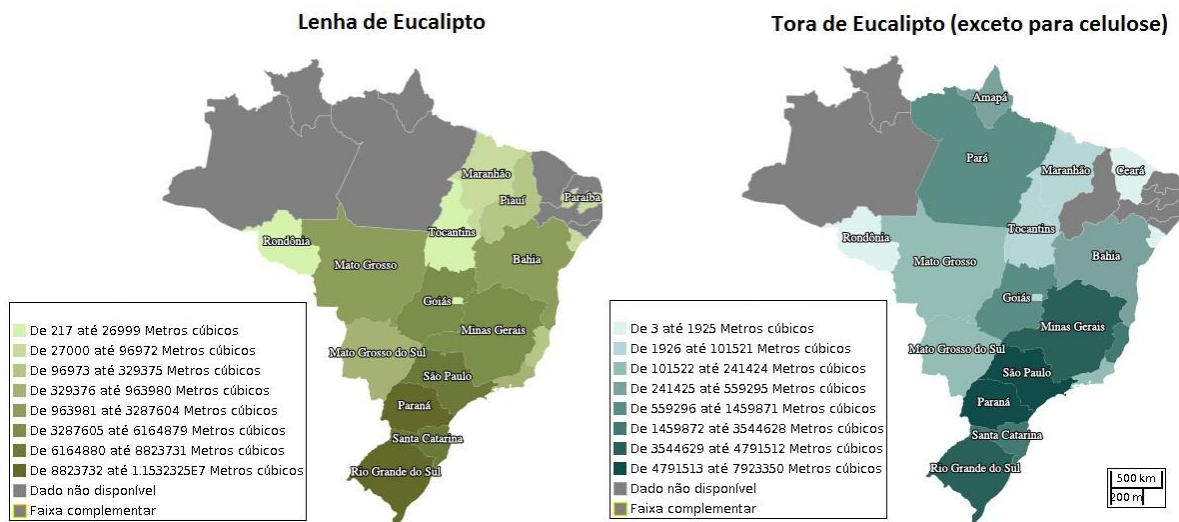 Lenha de Eucalipto
Maranhão
Piauí
Paraíba
Tocantins
Rondônia
Mato Grosso
Bahia
Goiás
Minas Gerais
Mato Grosso do Sul
São Paulo
Paraná
Santa Catarina
Rio Grande do Sul
De 217 até 26999 Metros cúbicos
De 27000 até 96972 Metros cúbicos
De 96973 até 329375 Metros cúbicos
De 329376 até 963980 Metros cúbicos
De 963981 até 3287604 Metros cúbicos
De 3287605 até 6164879 Metros cúbicos
De 6164880 até 8823731 Metros cúbicos
De 8823732 até 1.1532325E7 Metros cúbicos
Dado não disponível
Faixa complementar
Tora de Eucalipto (exceto para celulose)
Amapá
Pará
Maranhão
Ceará
Tocantins
Rondônia
Mato Grosso
Bahia
Goiás
Minas Gerais
Mato Grosso do Sul
São Paulo
Paraná
Santa Catarina
Rio Grande do Sul
De 3 até 1925 Metros cúbicos
De 1926 até 101521 Metros cúbicos
De 101522 até 241424 Metros cúbicos
De 241425 até 559295 Metros cúbicos
De 559296 até 1459871 Metros cúbicos
De 1459872 até 3544628 Metros cúbicos
De 3544629 até 4791512 Metros cúbicos
De 4791513 até 7923350 Metros cúbicos
Dado não disponível
Faixa complementar
500 km
200 m